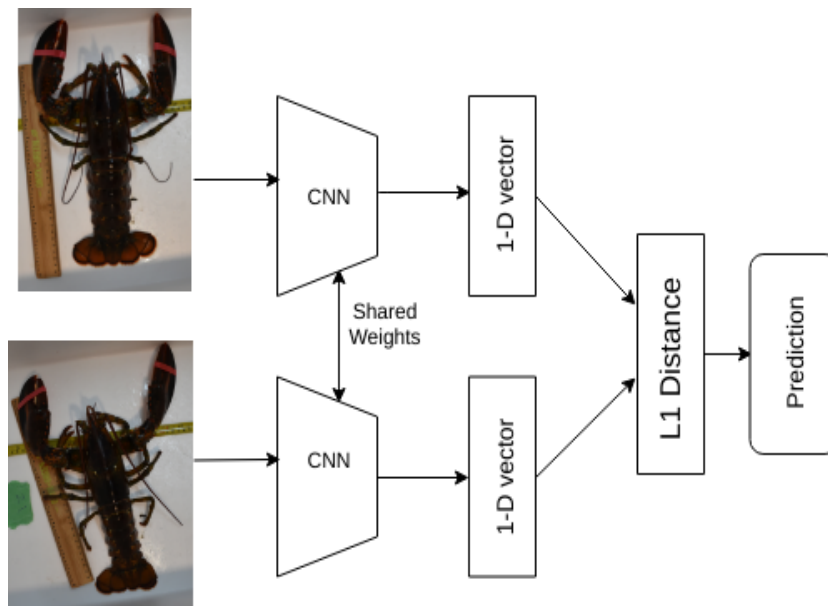 CNN
1-D vector
Shared
Weights
L1 Distance
Prediction
CNN
1-D vector